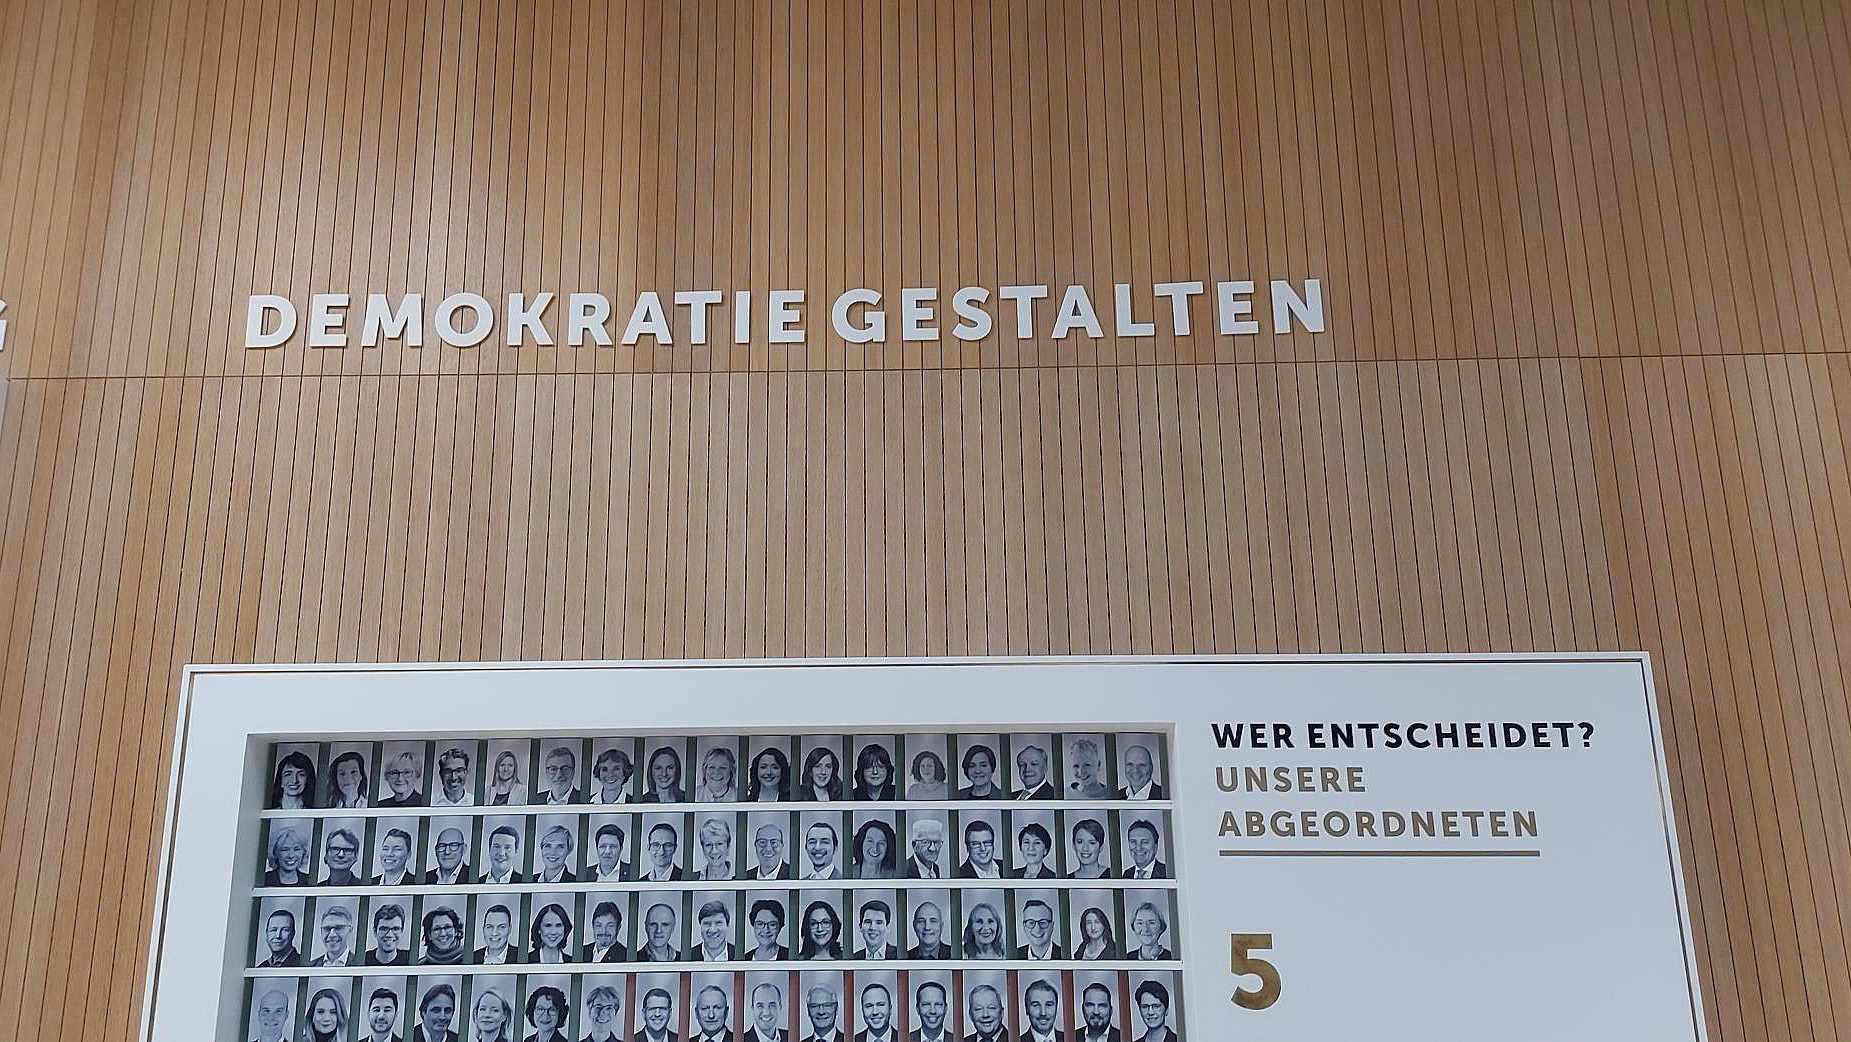 DEMOKRATIE GESTALTEN
WER ENTSCHEIDET?
UNSERE
ABGEORDNETEN
5